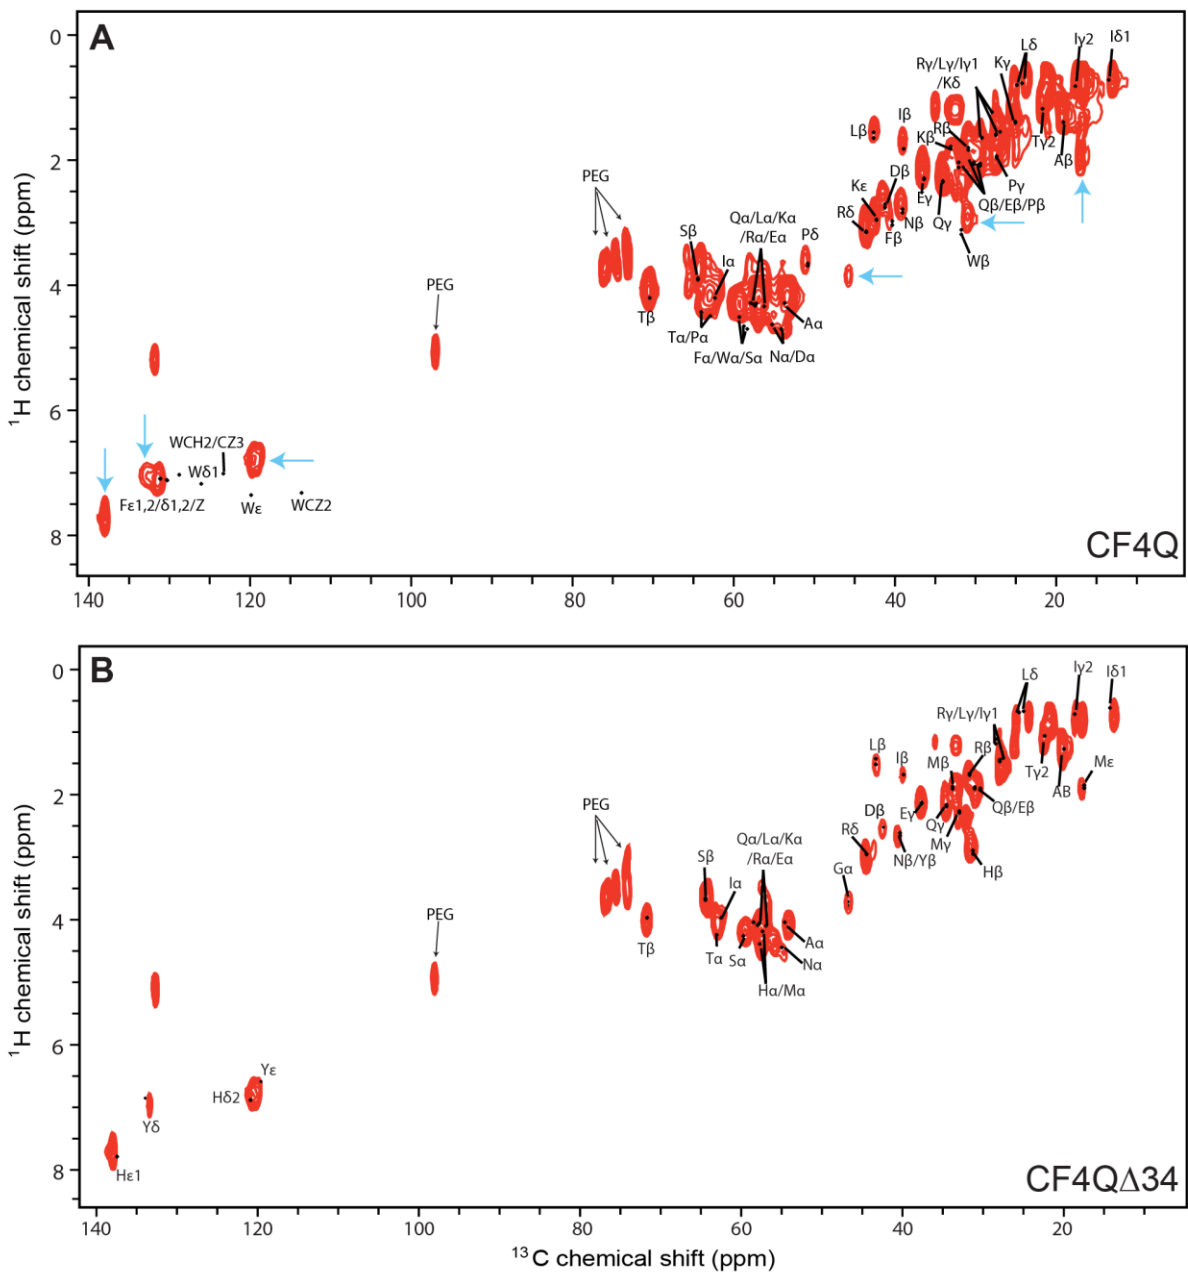 A
0
2
4
6
8
¹H chemical shift (ppm)
Iδ1
Iγ2
Lδ
Kγ
Rγ/Lγ/Iγ1
/Kδ
Iβ
Lβ
Rβ
Kβ
Tγ2
Aβ
Dβ
Pγ
Kε
Eγ
Qβ/Eβ/Pβ
Qγ
Nβ
Rδ
Fβ
Wβ
PEG
Qα/Lα/Kα
/Rα/Eα
Pδ
Sβ
Iα
PEG
Tβ
Aα
Tα/Pα
Fα/Wα/Sα
Nα/Dα
WCH2/CZ3
Wδ1
Fε1,2/δ1,2/Z
Wε
WCZ2
CF4Q
140
120
100
80
60
40
20
B
0
2
4
6
8
¹H chemical shift (ppm)
Iγ2
Iδ1
Lδ
Rγ/Lγ/Iγ1
Lβ
Iβ
Mβ
Rβ
Tγ2
AB
Mε
Dβ
Eγ
Qγ
Qβ/Eβ
Rδ
Mγ
Nβ/Yβ
Hβ
PEG
Qα/Lα/Kα
/Rα/Eα
Gα
Sβ
Iα
PEG
Tβ
Tα
Sα
Aα
Nα
Hα/Mα
Yε
Hδ2
Yδ
Hε1
CF4QΔ34
140
120
100
80
60
40
20
¹³C chemical shift (ppm)